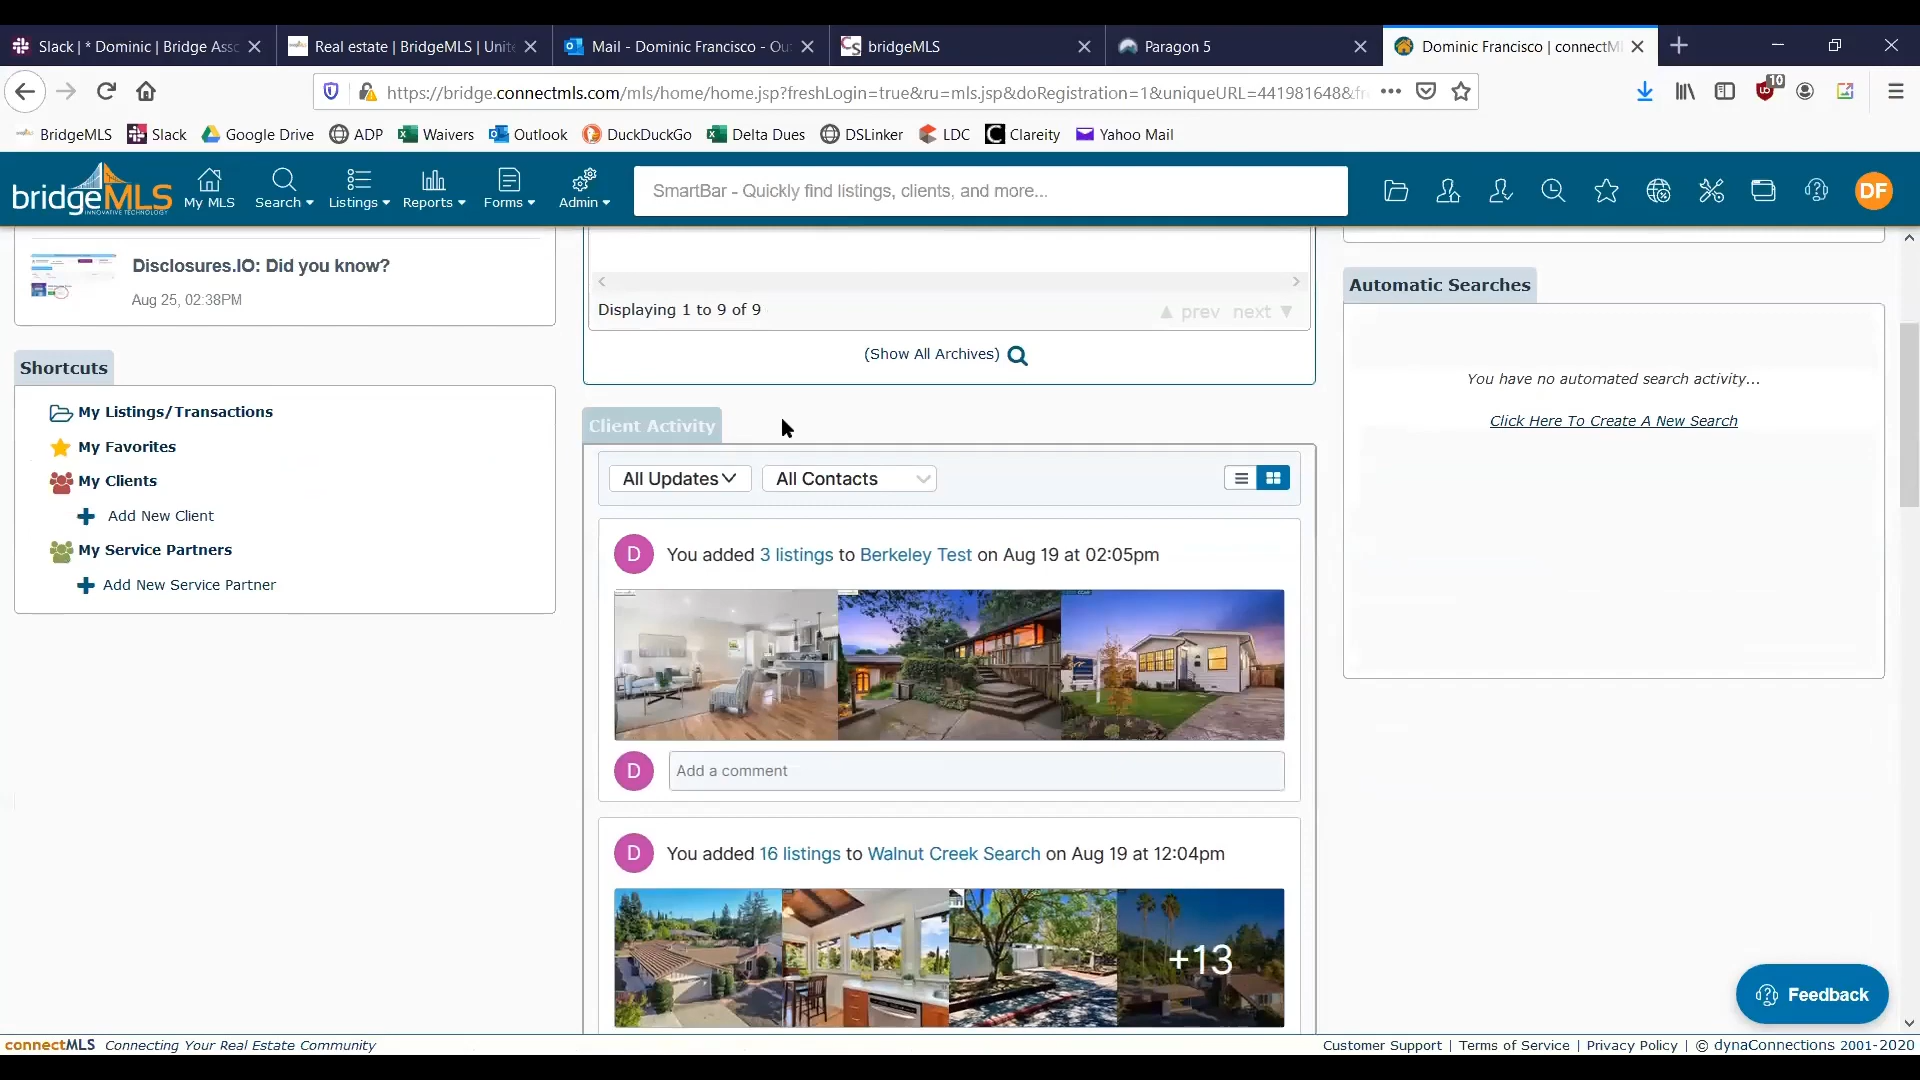 Slack | * Dominic | Bridge Asso
Real estate | BridgeMLS | Unite
Mail - Dominic Francisco - Ou
bridgeMLS
Paragon 5
Dominic Francisco | connectM
https://bridge.connectmls.com/mls/home/home.jsp?freshLogin=true&ru=mls.jsp&doRegistration=1&uniqueURL=441981648&fr
10
BridgeMLS
Slack
Google Drive
ADP
Waivers
Outlook
DuckDuckGo
Delta Dues
DSLinker
LDC
Clareity
Yahoo Mail
bridgeMLS
INNOVATIVE TECHNOLOGY
My MLS
Search
Listings
Reports
Forms
Admin
SmartBar - Quickly find listings, clients, and more...
DF
Disclosures.IO: Did you know?
Aug 25, 02:38PM
Shortcuts
My Listings/Transactions
My Favorites
My Clients
Add New Client
My Service Partners
Add New Service Partner
Displaying 1 to 9 of 9
prev next
(Show All Archives)
Client Activity
All Updates
All Contacts
D
You added 3 listings to Berkeley Test on Aug 19 at 02:05pm
D
Add a comment
D
You added 16 listings to Walnut Creek Search on Aug 19 at 12:04pm
+13
Automatic Searches
You have no automated search activity...
Click Here To Create A New Search
Feedback
connectMLS Connecting Your Real Estate Community
Customer Support | Terms of Service | Privacy Policy | © dynaConnections 2001-2020